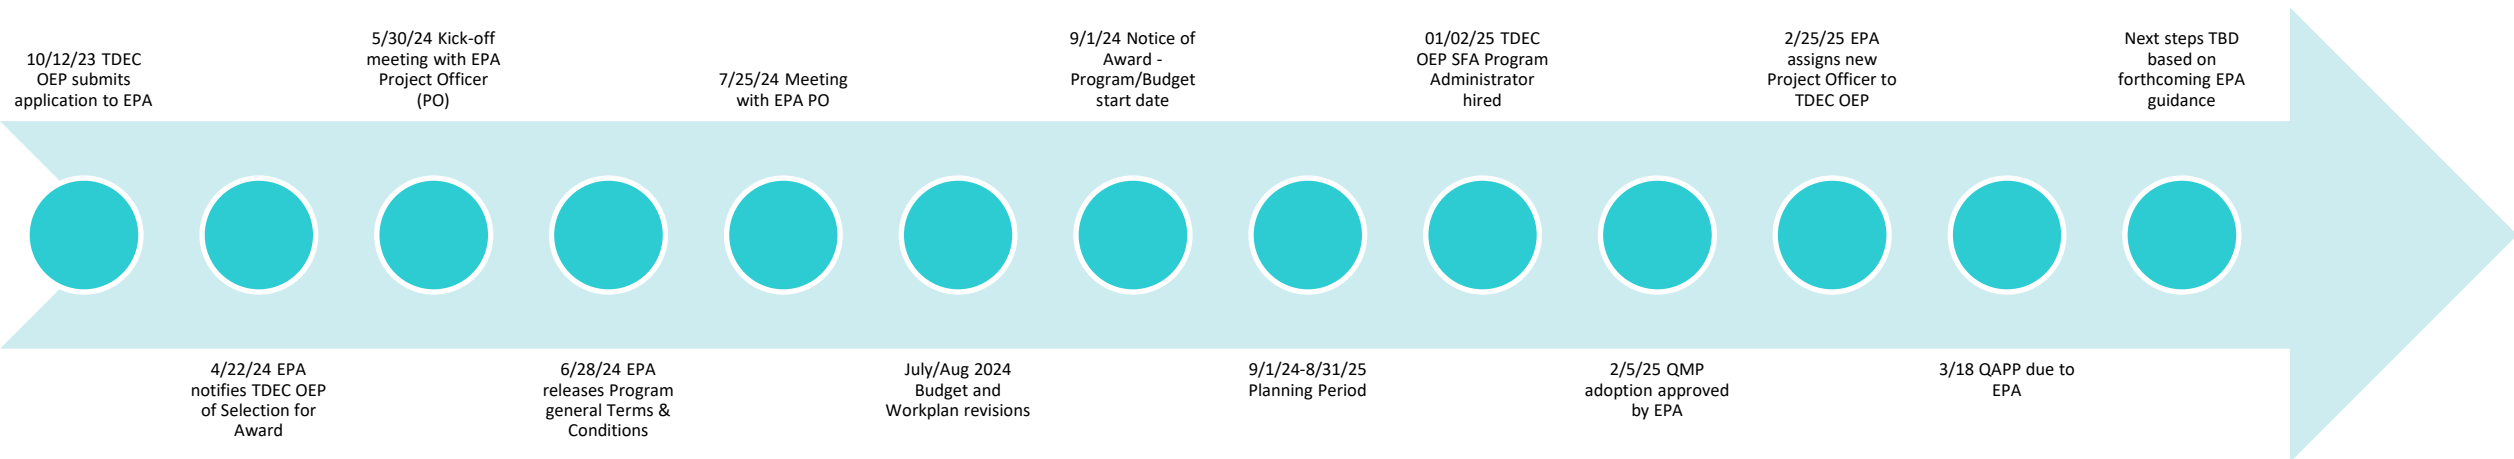 10/12/23 TDEC
OEP submits
application to EPA
4/22/24 EPA
notifies TDEC OEP
of Selection for
Award
5/30/24 Kick-off
meeting with EPA
Project Officer
(PO)
6/28/24 EPA
releases Program
general Terms &
Conditions
7/25/24 Meeting
with EPA PO
July/Aug 2024
Budget and
Workplan revisions
9/1/24 Notice of
Award -
Program/Budget
start date
9/1/24-8/31/25
Planning Period
01/02/25 TDEC
OEP SFA Program
Administrator
hired
2/5/25 QMP
adoption approved
by EPA
2/25/25 EPA
assigns new
Project Officer to
TDEC OEP
3/18 QAPP due to
EPA
Next steps TBD
based on
forthcoming EPA
guidance